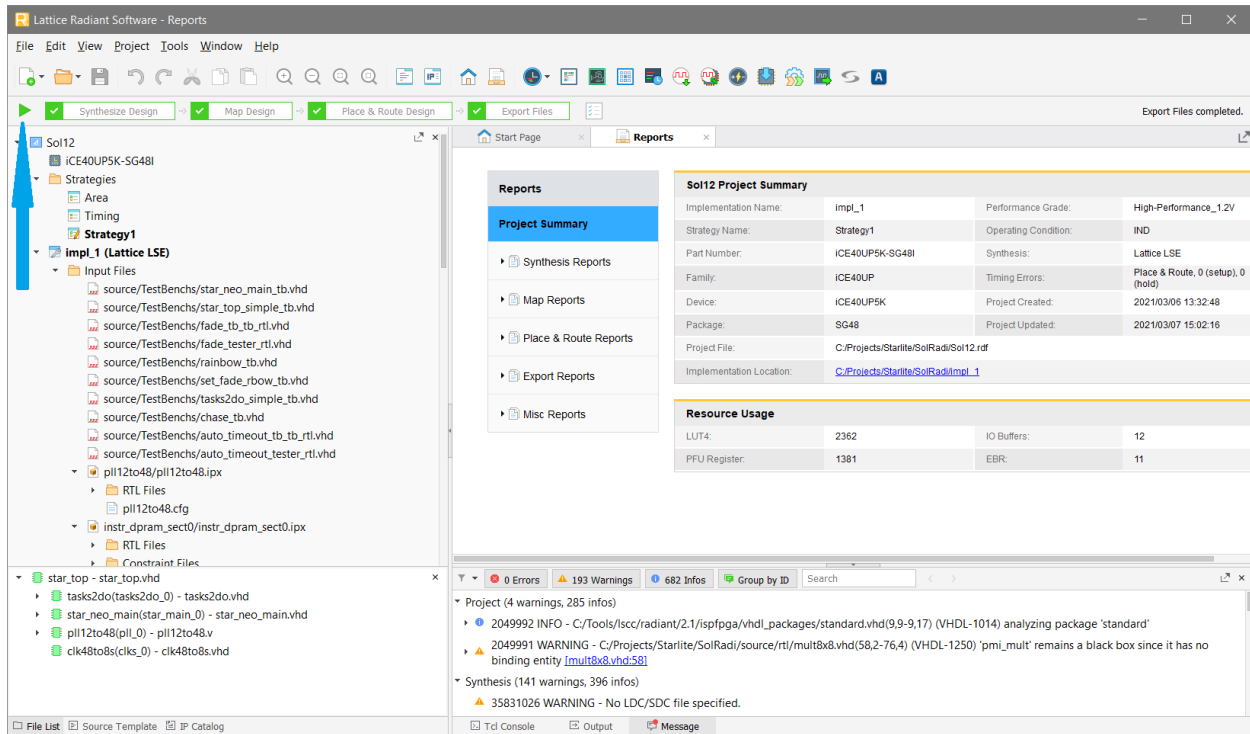 Lattice Radiant Software - Reports
File Edit View Project Tools Window Help
Synthesize Design Map Design Place & Route Design Export Files Export Files completed.
Sol12
iCE40UP5K-SG48I
Strategies
Area
Timing
Strategy1
impl_1 (Lattice LSE)
Input Files
source/TestBenchs/star_neo_main_tb.vhd
source/TestBenchs/star_top_simple_tb.vhd
source/TestBenchs/fade_tb_tb_rtl.vhd
source/TestBenchs/fade_tester_rtl.vhd
source/TestBenchs/rainbow_tb.vhd
source/TestBenchs/set_fade_rbow_tb.vhd
source/TestBenchs/tasks2do_simple_tb.vhd
source/TestBenchs/chase_tb.vhd
source/TestBenchs/auto_timeout_tb_tb_rtl.vhd
source/TestBenchs/auto_timeout_tester_rtl.vhd
pll12to48/pll12to48.ipx
RTL Files
pll12to48.cfg
instr_dpram_sect0/instr_dpram_sect0.ipx
RTL Files
Constraint Files
star_top - star_top.vhd
tasks2do(tasks2do_0) - tasks2do.vhd
star_neo_main(star_main_0) - star_neo_main.vhd
pll12to48(pll_0) - pll12to48.v
clk48to8s(clks_0) - clk48to8s.vhd
File List Source Template IP Catalog
Start Page Reports
Reports
Project Summary
Synthesis Reports
Map Reports
Place & Route Reports
Export Reports
Misc Reports
Sol12 Project Summary
Implementation Name: impl_1 Performance Grade: High-Performance_1.2V
Strategy Name: Strategy1 Operating Condition: IND
Part Number: iCE40UP5K-SG48I Synthesis: Lattice LSE
Family: iCE40UP Timing Errors: Place & Route, 0 (setup), 0
(hold)
Device: iCE40UP5K Project Created: 2021/03/06 13:32:48
Package: SG48 Project Updated: 2021/03/07 15:02:16
Project File: C:/Projects/Starlite/SolRadi/Sol12.rdf
Implementation Location: C:/Projects/Starlite/SolRadi/impl_1
Resource Usage
LUT4: 2362 IO Buffers: 12
PFU Register: 1381 EBR: 11
0 Errors 193 Warnings 682 Infos Group by ID Search
Project (4 warnings, 285 infos)
2049992 INFO - C:/Tools/lscc/radiant/2.1/ispfpga/vhdl_packages/standard.vhd(9,9-9,17) (VHDL-1014) analyzing package 'standard'
2049991 WARNING - C:/Projects/Starlite/SolRadi/source/rtl/mult8x8.vhd(58,2-76,4) (VHDL-1250) 'pmi_mult' remains a black box since it has no
binding entity [mult8x8.vhd:58]
Synthesis (141 warnings, 396 infos)
35831026 WARNING - No LDC/SDC file specified.
Tcl Console Output Message